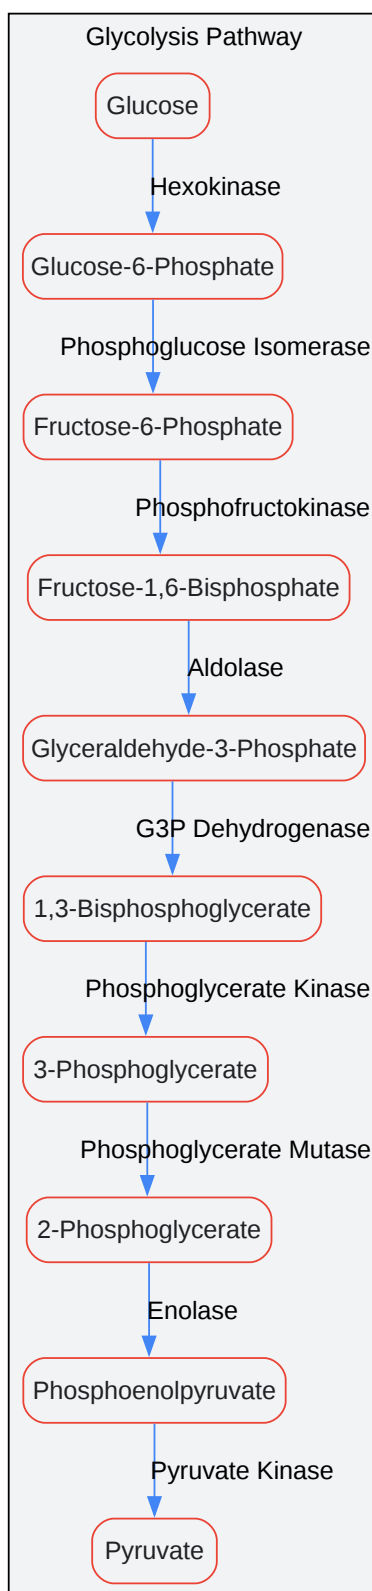 Glycolysis Pathway
Glucose
Hexokinase
Glucose-6-Phosphate
Phosphoglucose Isomerase
Fructose-6-Phosphate
Phosphofructokinase
Fructose-1,6-Bisphosphate
Aldolase
Glyceraldehyde-3-Phosphate
G3P Dehydrogenase
1,3-Bisphosphoglycerate
Phosphoglycerate Kinase
3-Phosphoglycerate
Phosphoglycerate Mutase
2-Phosphoglycerate
Enolase
Phosphoenolpyruvate
Pyruvate Kinase
Pyruvate